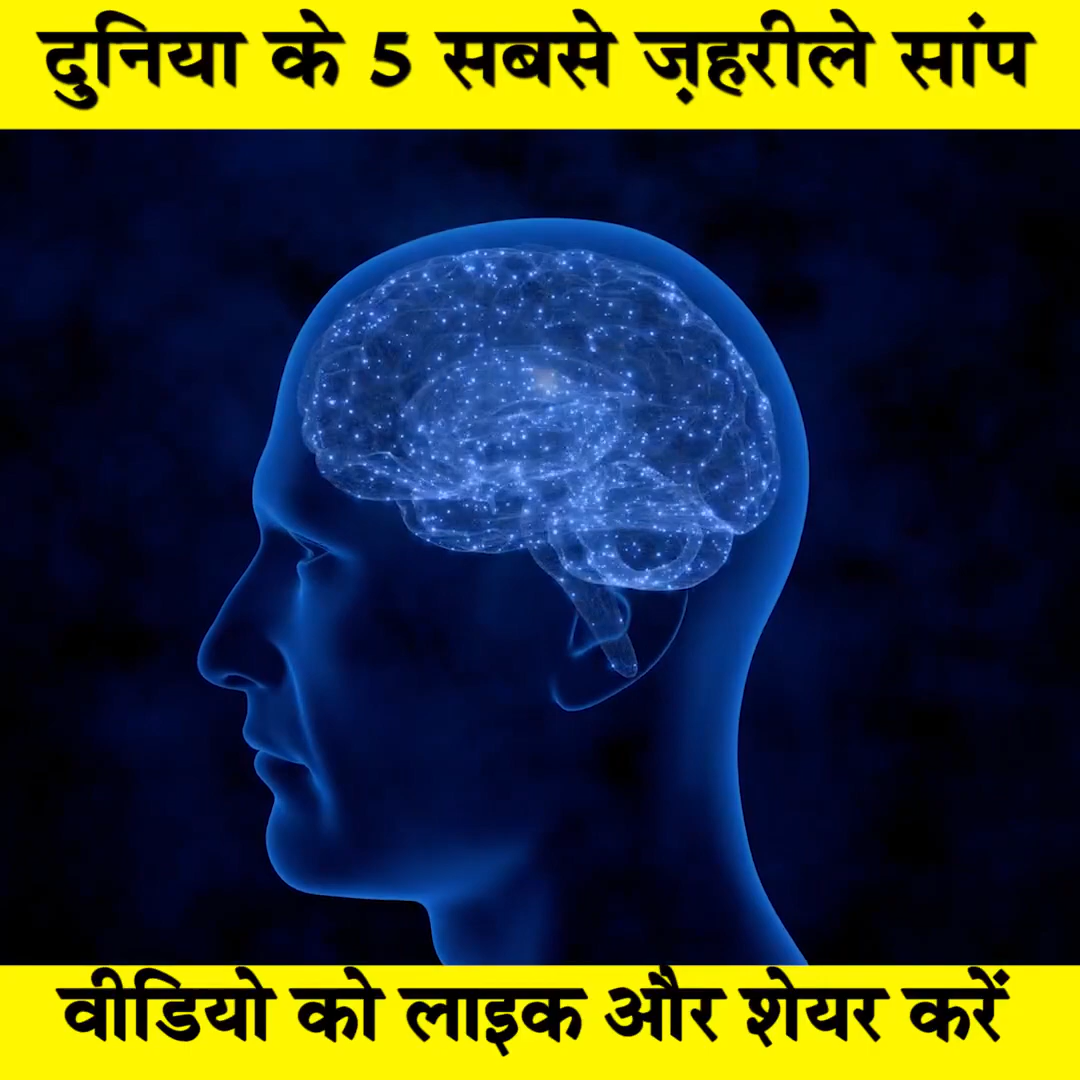 दुनिया के 5 सबसे ज़हरीले सांप
वीडियो को लाइक और शेयर करें